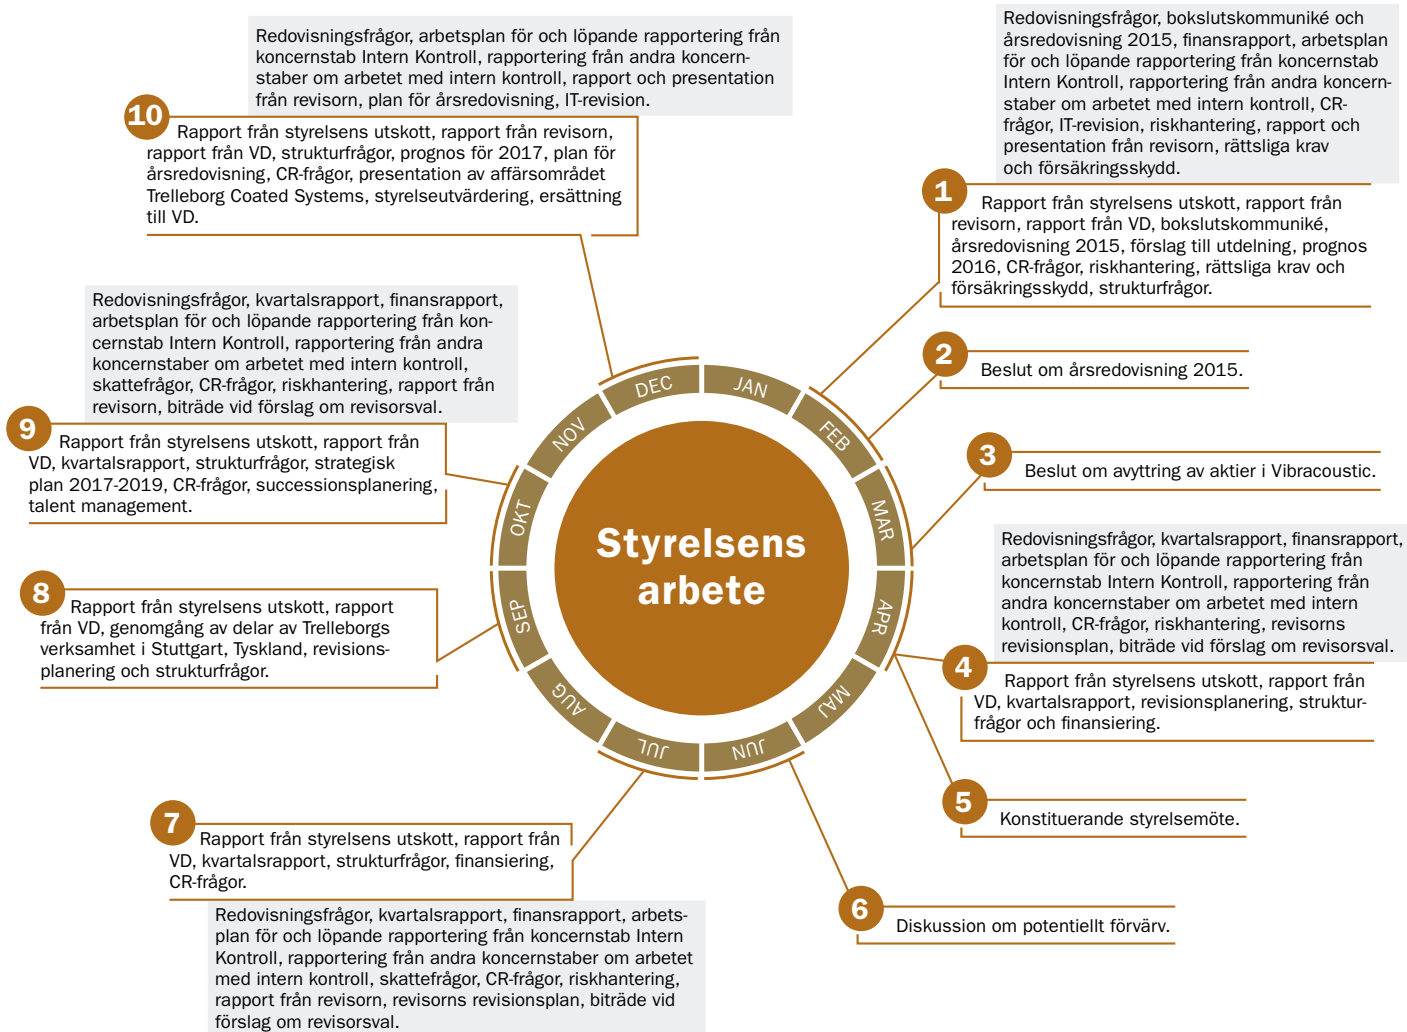 Redovisningsfrågor, bokslutskommuniké och
årsredovisning 2015, finansrapport, arbetsplan
för och löpande rapportering från koncernstab
Intern Kontroll, rapportering från andra koncern-
staber om arbetet med intern kontroll, CR-
frågor, IT-revision, riskhantering, rapport och
presentation från revisorn, rättsliga krav
och försäkringsskydd.
1
Rapport från styrelsens utskott, rapport från
revisorn, rapport från VD, bokslutskommuniké,
årsredovisning 2015, förslag till utdelning, prognos
2016, CR-frågor, riskhantering, rättsliga krav och
försäkringsskydd, strukturfrågor.
2
Beslut om årsredovisning 2015.
3
Beslut om avyttring av aktier i Vibracoustic.
Redovisningsfrågor, kvartalsrapport, finansrapport,
arbetsplan för och löpande rapportering från
koncernstab Intern Kontroll, rapportering från
andra koncernstaber om arbetet med intern
kontroll, CR-frågor, riskhantering, revisorns
revisionsplan, biträde vid förslag om revisorsval.
4
Rapport från styrelsens utskott, rapport från
VD, kvartalsrapport, revisionsplanering, struktur-
frågor och finansiering.
5
Konstituerande styrelsemöte.
6
Diskussion om potentiellt förvärv.
7
Rapport från styrelsens utskott, rapport från
VD, kvartalsrapport, strukturfrågor, finansiering,
CR-frågor.
Redovisningsfrågor, kvartalsrapport, finansrapport, arbets-
plan för och löpande rapportering från koncernstab Intern
Kontroll, rapportering från andra koncernstaber om arbetet
med intern kontroll, skattefrågor, CR-frågor, riskhantering,
rapport från revisorn, revisorns revisionsplan, biträde vid
förslag om revisorsval.
8
Rapport från styrelsens utskott, rapport
från VD, genomgång av delar av Trelleborgs
verksamhet i Stuttgart, Tyskland, revisions-
planering och strukturfrågor.
Redovisningsfrågor, kvartalsrapport, finansrapport,
arbetsplan för och löpande rapportering från kon-
cernstab Intern Kontroll, rapportering från andra
koncernstaber om arbetet med intern kontroll,
skattefrågor, CR-frågor, riskhantering, rapport från
revisorn, biträde vid förslag om revisorsval.
9
Rapport från styrelsens utskott, rapport från
VD, kvartalsrapport, strukturfrågor, strategisk
plan 2017-2019, CR-frågor, successionsplanering,
talent management.
Redovisningsfrågor, arbetsplan för och löpande rapportering från
koncernstab Intern Kontroll, rapportering från andra koncern-
staber om arbetet med intern kontroll, rapport och presentation
från revisorn, plan för årsredovisning, IT-revision.
10
Rapport från styrelsens utskott, rapport från revisorn,
rapport från VD, strukturfrågor, prognos för 2017, plan för
årsredovisning, CR-frågor, presentation av affärsområdet
Trelleborg Coated Systems, styrelseutvärdering, ersättning
till VD.
JAN
FEB
MAR
APR
MAJ
JUN
JUL
AUG
SEP
OKT
NOV
DEC
Styrelsens
arbete